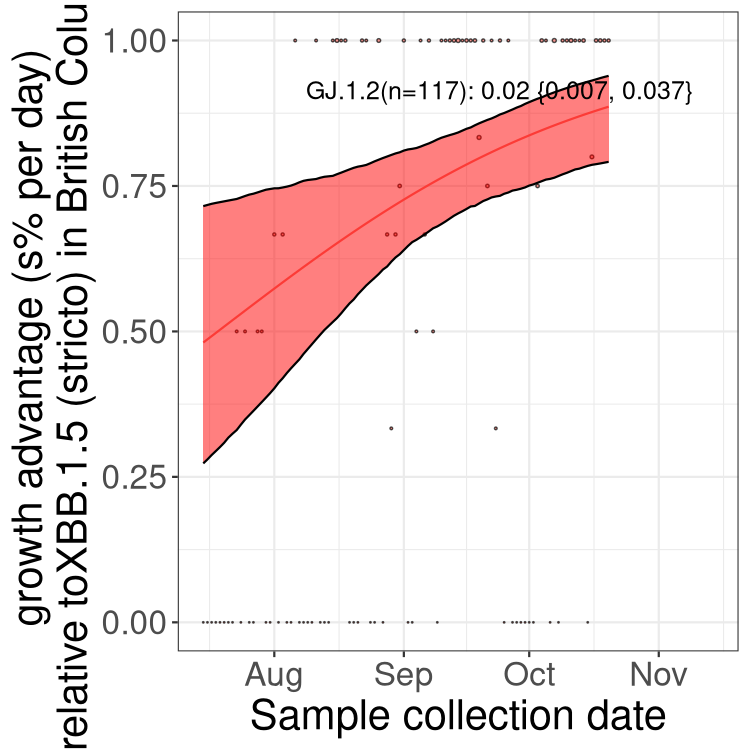 growth advantage (s% per day)
relative toXBB.1.5 (stricto) in British Colu
1.00
0.75
0.50
0.25
0.00
GJ.1.2(n=117): 0.02 {0.007, 0.037}
Aug Sep Oct Nov
Sample collection date